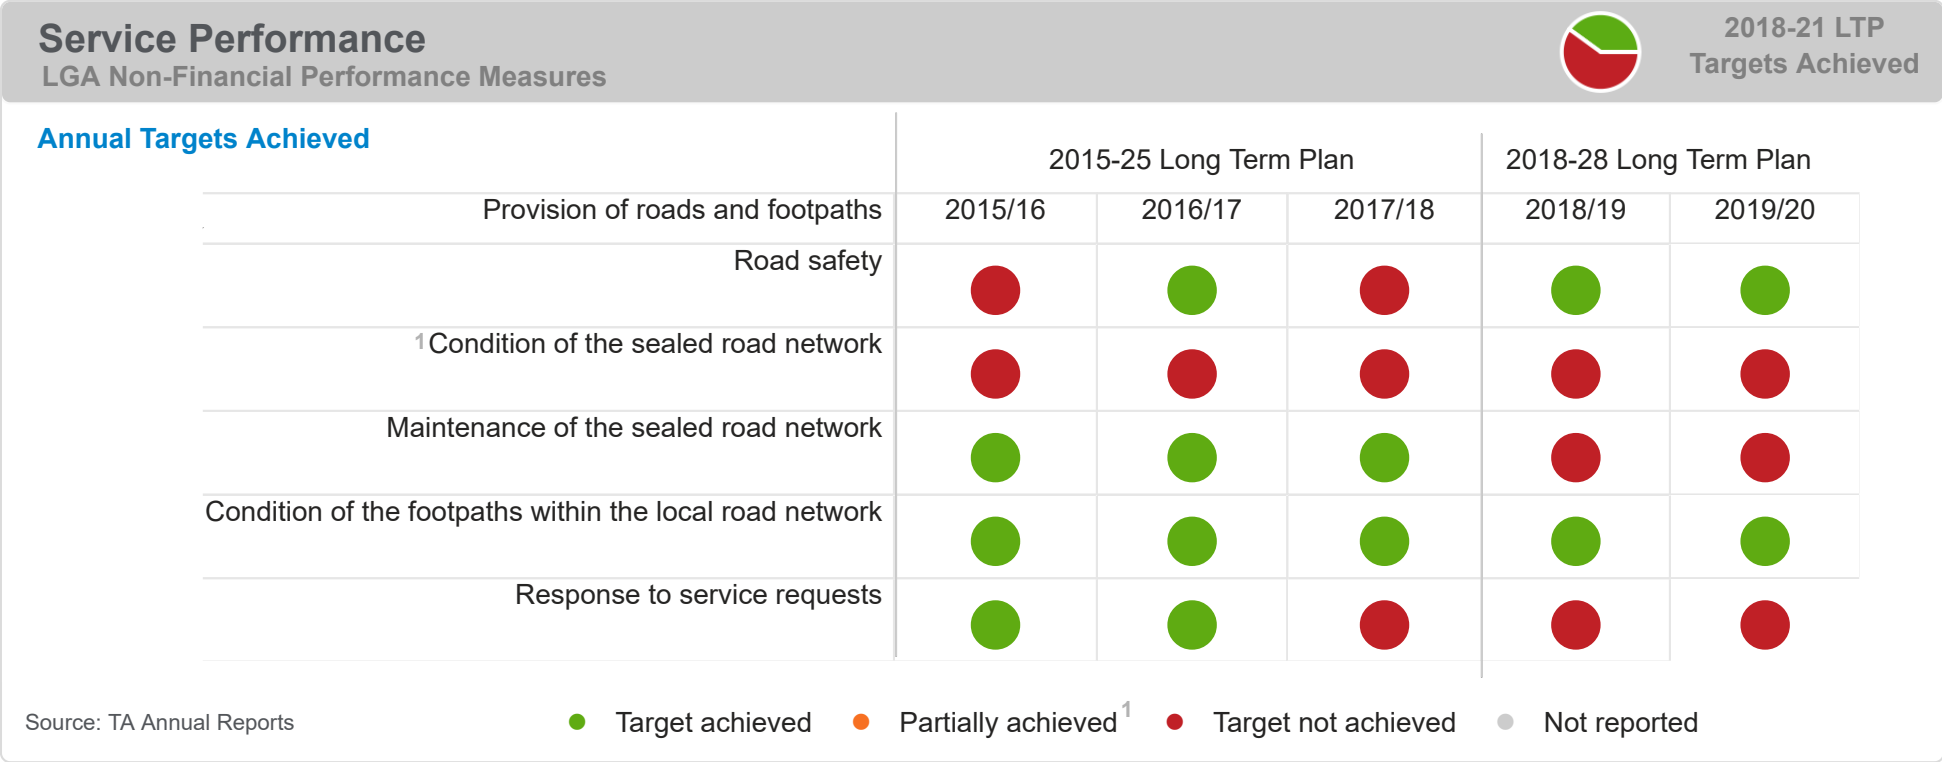 Service Performance
LGA Non-Financial Performance Measures
2018-21 LTP
Targets Achieved
Annual Targets Achieved
2015-25 Long Term Plan
2018-28 Long Term Plan
Provision of roads and footpaths 2015/16 2016/17 2017/18 2018/19 2019/20
Road safety
1 Condition of the sealed road network
Maintenance of the sealed road network
Condition of the footpaths within the local road network
Response to service requests
Source: TA Annual Reports
Target achieved
Partially achieved 1
Target not achieved
Not reported